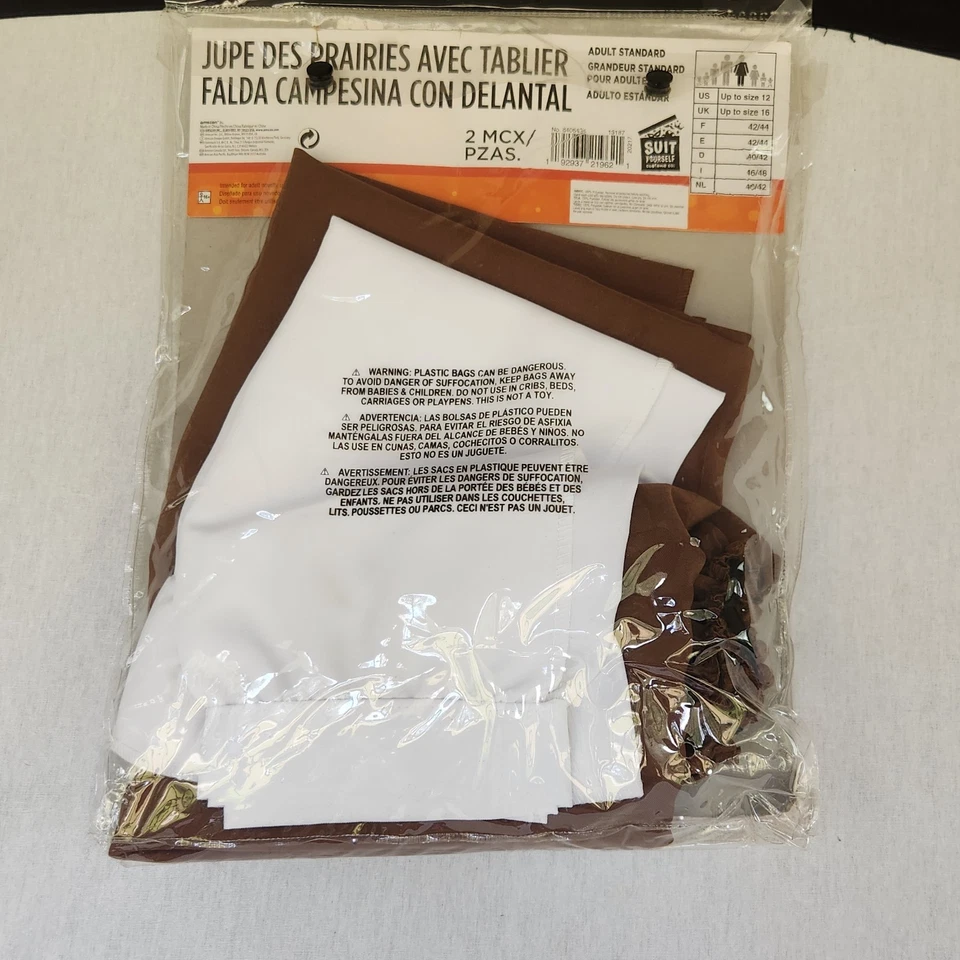 JUPE DES PRAIRIES AVEC TABLIER
FALDA CAMPESINA CON DELANTAL
2 MCX/
PZAS.
ADULT STANDARD
GRANDEUR STANDARD
POUR ADULTE
ADULTO ESTÁNDAR
1 92937 21962 1
SUIT
YOURSELF
US Up to size 12
UK Up to size 16
F 42/44
E 42/44
D 40/42
I 46/48
NL 40/42
Intended for adult
⚠ WARNING: PLASTIC BAGS CAN BE DANGEROUS.
TO AVOID DANGER OF SUFFOCATION, KEEP BAGS AWAY
FROM BABIES & CHILDREN. DO NOT USE IN CRIBS, BEDS,
CARRIAGES OR PLAYPENS. THIS IS NOT A TOY.
⚠ ADVERTENCIA: LAS BOLSAS DE PLÁSTICO PUEDEN
SER PELIGROSAS. PARA EVITAR EL RIESGO DE ASFIXIA
MANTÉNGALAS FUERA DEL ALCANCE DE BEBÉS Y NIÑOS. NO
LAS USE EN CUNAS, CAMAS, COCHECITOS O CORRALITOS.
ESTO NO ES UN JUGUETE.
⚠ AVERTISSEMENT: LES SACS EN PLASTIQUE PEUVENT ÊTRE
DANGEREUX. POUR ÉVITER LES DANGERS DE SUFFOCATION,
GARDEZ LES SACS HORS DE LA PORTÉE DES BÉBÉS ET DES
ENFANTS. NE PAS UTILISER DANS LES COUCHETTES,
LITS, POUSSETTES OU PARCS. CECI N'EST PAS UN JOUET.